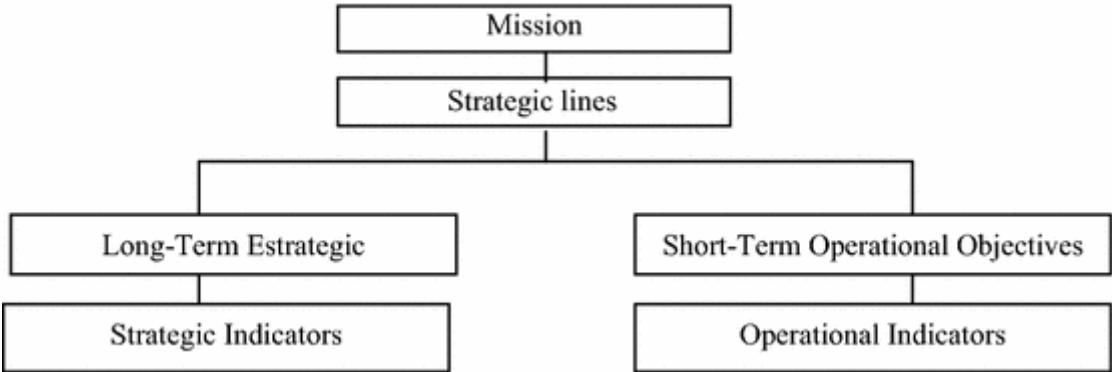 Mission
Strategic lines
Long-Term Estrategic
Short-Term Operational Objectives
Strategic Indicators
Operational Indicators